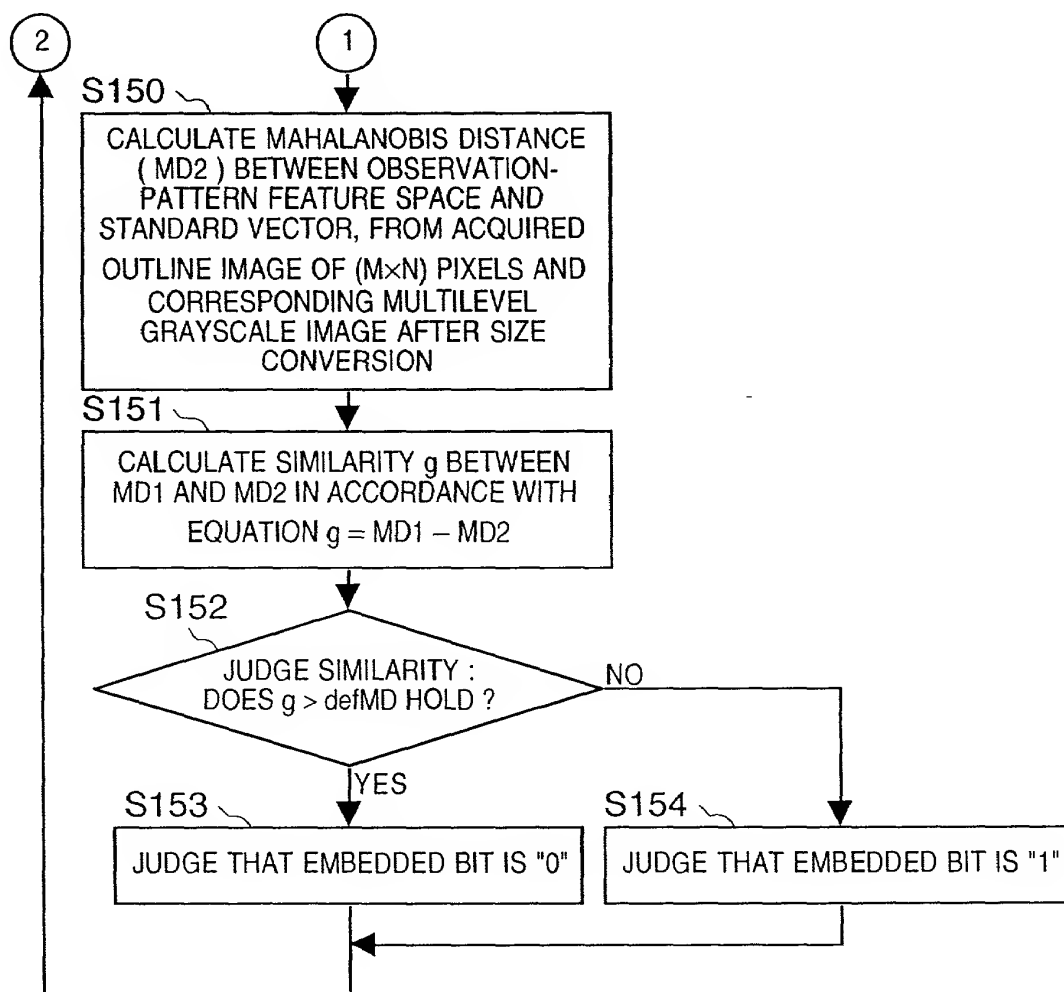 2
1
S150
CALCULATE MAHALANOBIS DISTANCE
( MD2 ) BETWEEN OBSERVATION-
PATTERN FEATURE SPACE AND
STANDARD VECTOR, FROM ACQUIRED
OUTLINE IMAGE OF (M×N) PIXELS AND
CORRESPONDING MULTILEVEL
GRAYSCALE IMAGE AFTER SIZE
CONVERSION
S151
CALCULATE SIMILARITY g BETWEEN
MD1 AND MD2 IN ACCORDANCE WITH
EQUATION g = MD1 – MD2
S152
JUDGE SIMILARITY :
DOES g > defMD HOLD ?
NO
YES
S153
JUDGE THAT EMBEDDED BIT IS "0"
S154
JUDGE THAT EMBEDDED BIT IS "1"